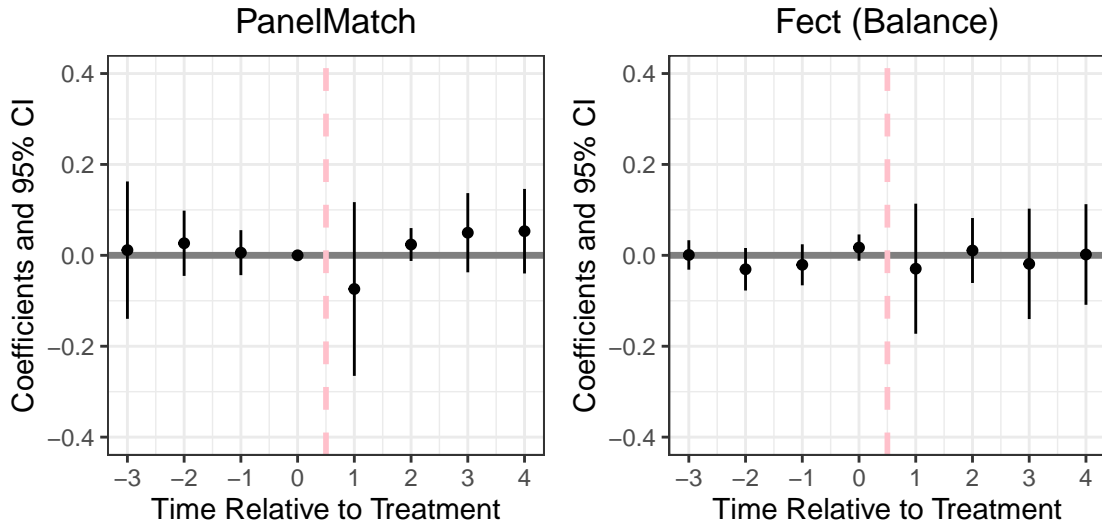 PanelMatch
Coefficients and 95% CI
0.4
0.2
0.0
−0.2
−0.4
−3 −2 −1 0 1 2 3 4
Time Relative to Treatment
Fect (Balance)
Coefficients and 95% CI
0.4
0.2
0.0
−0.2
−0.4
−3 −2 −1 0 1 2 3 4
Time Relative to Treatment